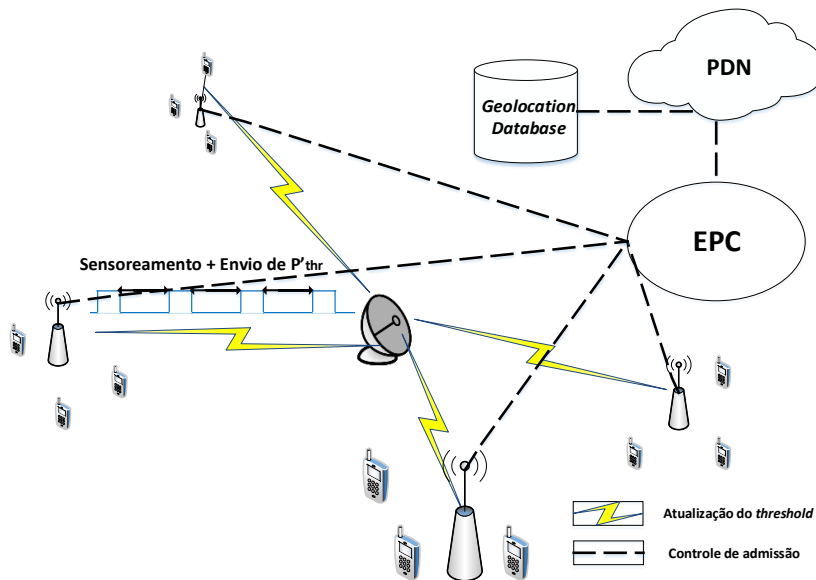 PDN
Geolocation
Database
EPC
Sensoreamento + Envio de P'thr
Atualização do threshold
Controle de admissão